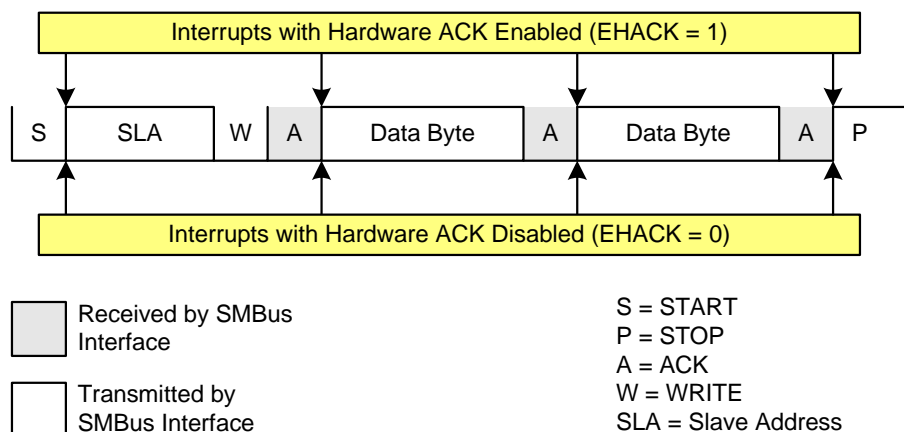 Interrupts with Hardware ACK Enabled (EHACK = 1)
S SLA W A Data Byte A Data Byte A P
Interrupts with Hardware ACK Disabled (EHACK = 0)
Received by SMBus
Interface
Transmitted by
SMBus Interface
S = START
P = STOP
A = ACK
W = WRITE
SLA = Slave Address